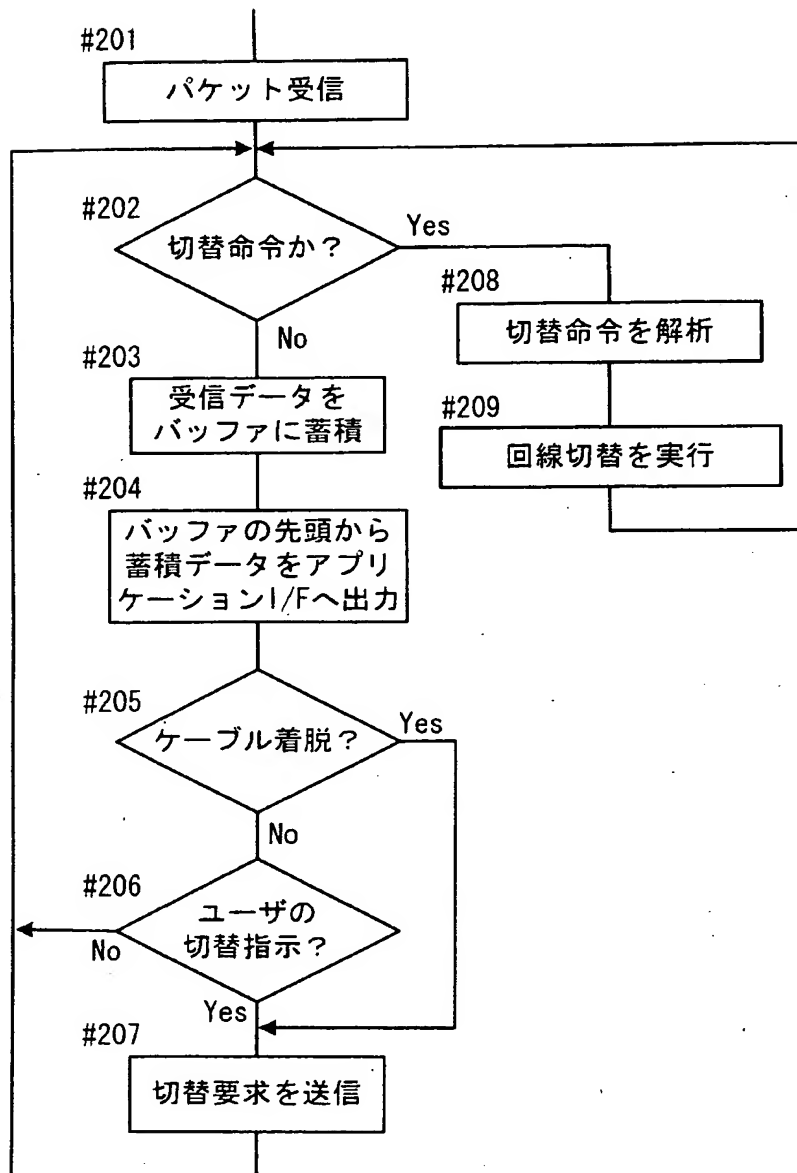 #201
パケット受信
#202
切替命令か？
Yes
No
#208
切替命令を解析
#209
回線切替を実行
#203
受信データを
バッファに蓄積
#204
バッファの先頭から
蓄積データをアプリ
ケーションI/Fへ出力
#205
ケーブル着脱？
Yes
No
#206
ユーザの
切替指示？
No
Yes
#207
切替要求を送信